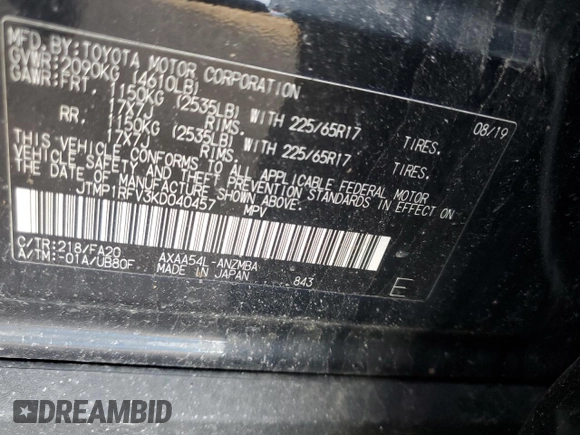 MFD.BY:TOYOTA MOTOR CORPORATION 08/19
GVWR:2090KG (4610LB)
GAWR:FRT. 1150KG (2535LB) WITH 225/65R17 TIRES,
17X7J RIMS.
RR. 1150KG (2535LB) WITH 225/65R17 TIRES,
17X7J RIMS.
THIS VEHICLE CONFORMS TO ALL APPLICABLE FEDERAL MOTOR
VEHICLE SAFETY AND THEFT PREVENTION STANDARDS IN EFFECT ON
THE DATE OF MANUFACTURE SHOWN ABOVE.
JTMP1RFV3KD040457 MPV
C/TR:218/FA20 AXAA54L-ANZMBA
A/TM:-01A/UB80F MADE IN JAPAN 843
E
DREAMBID